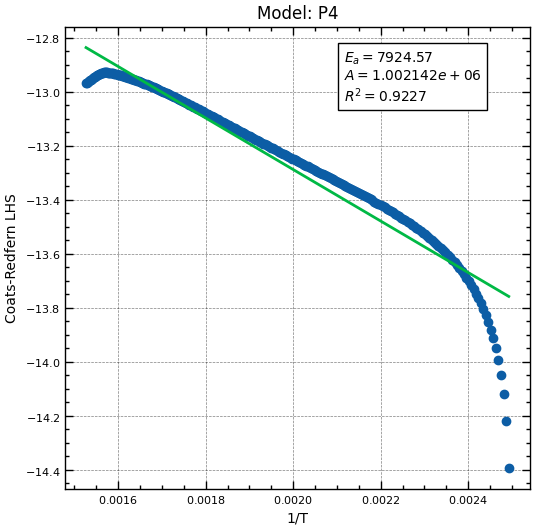 Model: P4
−12.8
−13.0
−13.2
−13.4
−13.6
−13.8
−14.0
−14.2
−14.4
Coats-Redfern LHS
E_a = 7924.57
A = 1.002142e + 06
R² = 0.9227
0.0016 0.0018 0.0020 0.0022 0.0024
1/T